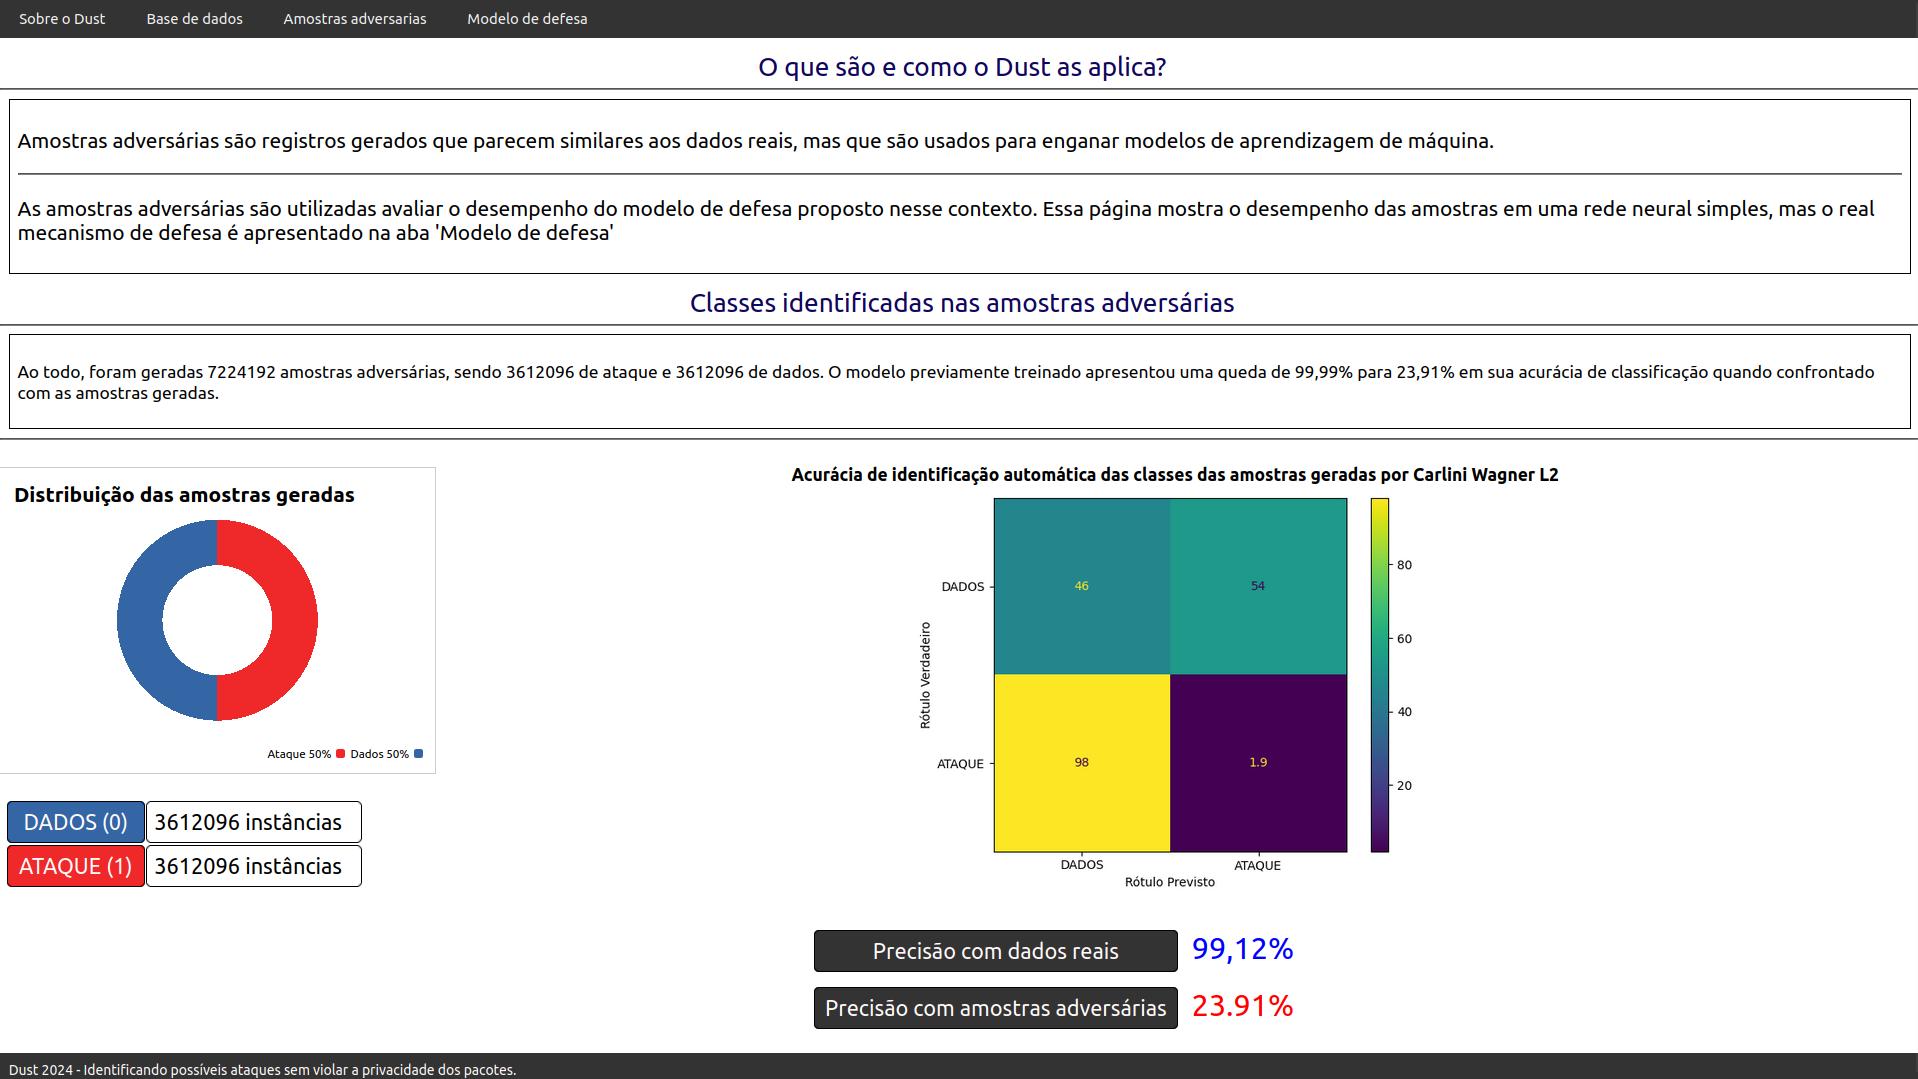 Sobre o Dust Base de dados Amostras adversarias Modelo de defesa
O que são e como o Dust as aplica?
Amostras adversárias são registros gerados que parecem similares aos dados reais, mas que são usados para enganar modelos de aprendizagem de máquina.
As amostras adversárias são utilizadas avaliar o desempenho do modelo de defesa proposto nesse contexto. Essa página mostra o desempenho das amostras em uma rede neural simples, mas o real
mecanismo de defesa é apresentado na aba 'Modelo de defesa'
Classes identificadas nas amostras adversárias
Ao todo, foram geradas 7224192 amostras adversárias, sendo 3612096 de ataque e 3612096 de dados. O modelo previamente treinado apresentou uma queda de 99,99% para 23,91% em sua acurácia de classificação quando confrontado
com as amostras geradas.
Distribuição das amostras geradas
Ataque 50% Dados 50%
DADOS (0) 3612096 instâncias
ATAQUE (1) 3612096 instâncias
Acurácia de identificação automática das classes das amostras geradas por Carlini Wagner L2
Rótulo Verdadeiro
DADOS 46 54
ATAQUE 98 1.9
DADOS ATAQUE
Rótulo Previsto
80
60
40
20
Precisão com dados reais 99,12%
Precisão com amostras adversárias 23.91%
Dust 2024 - Identificando possíveis ataques sem violar a privacidade dos pacotes.